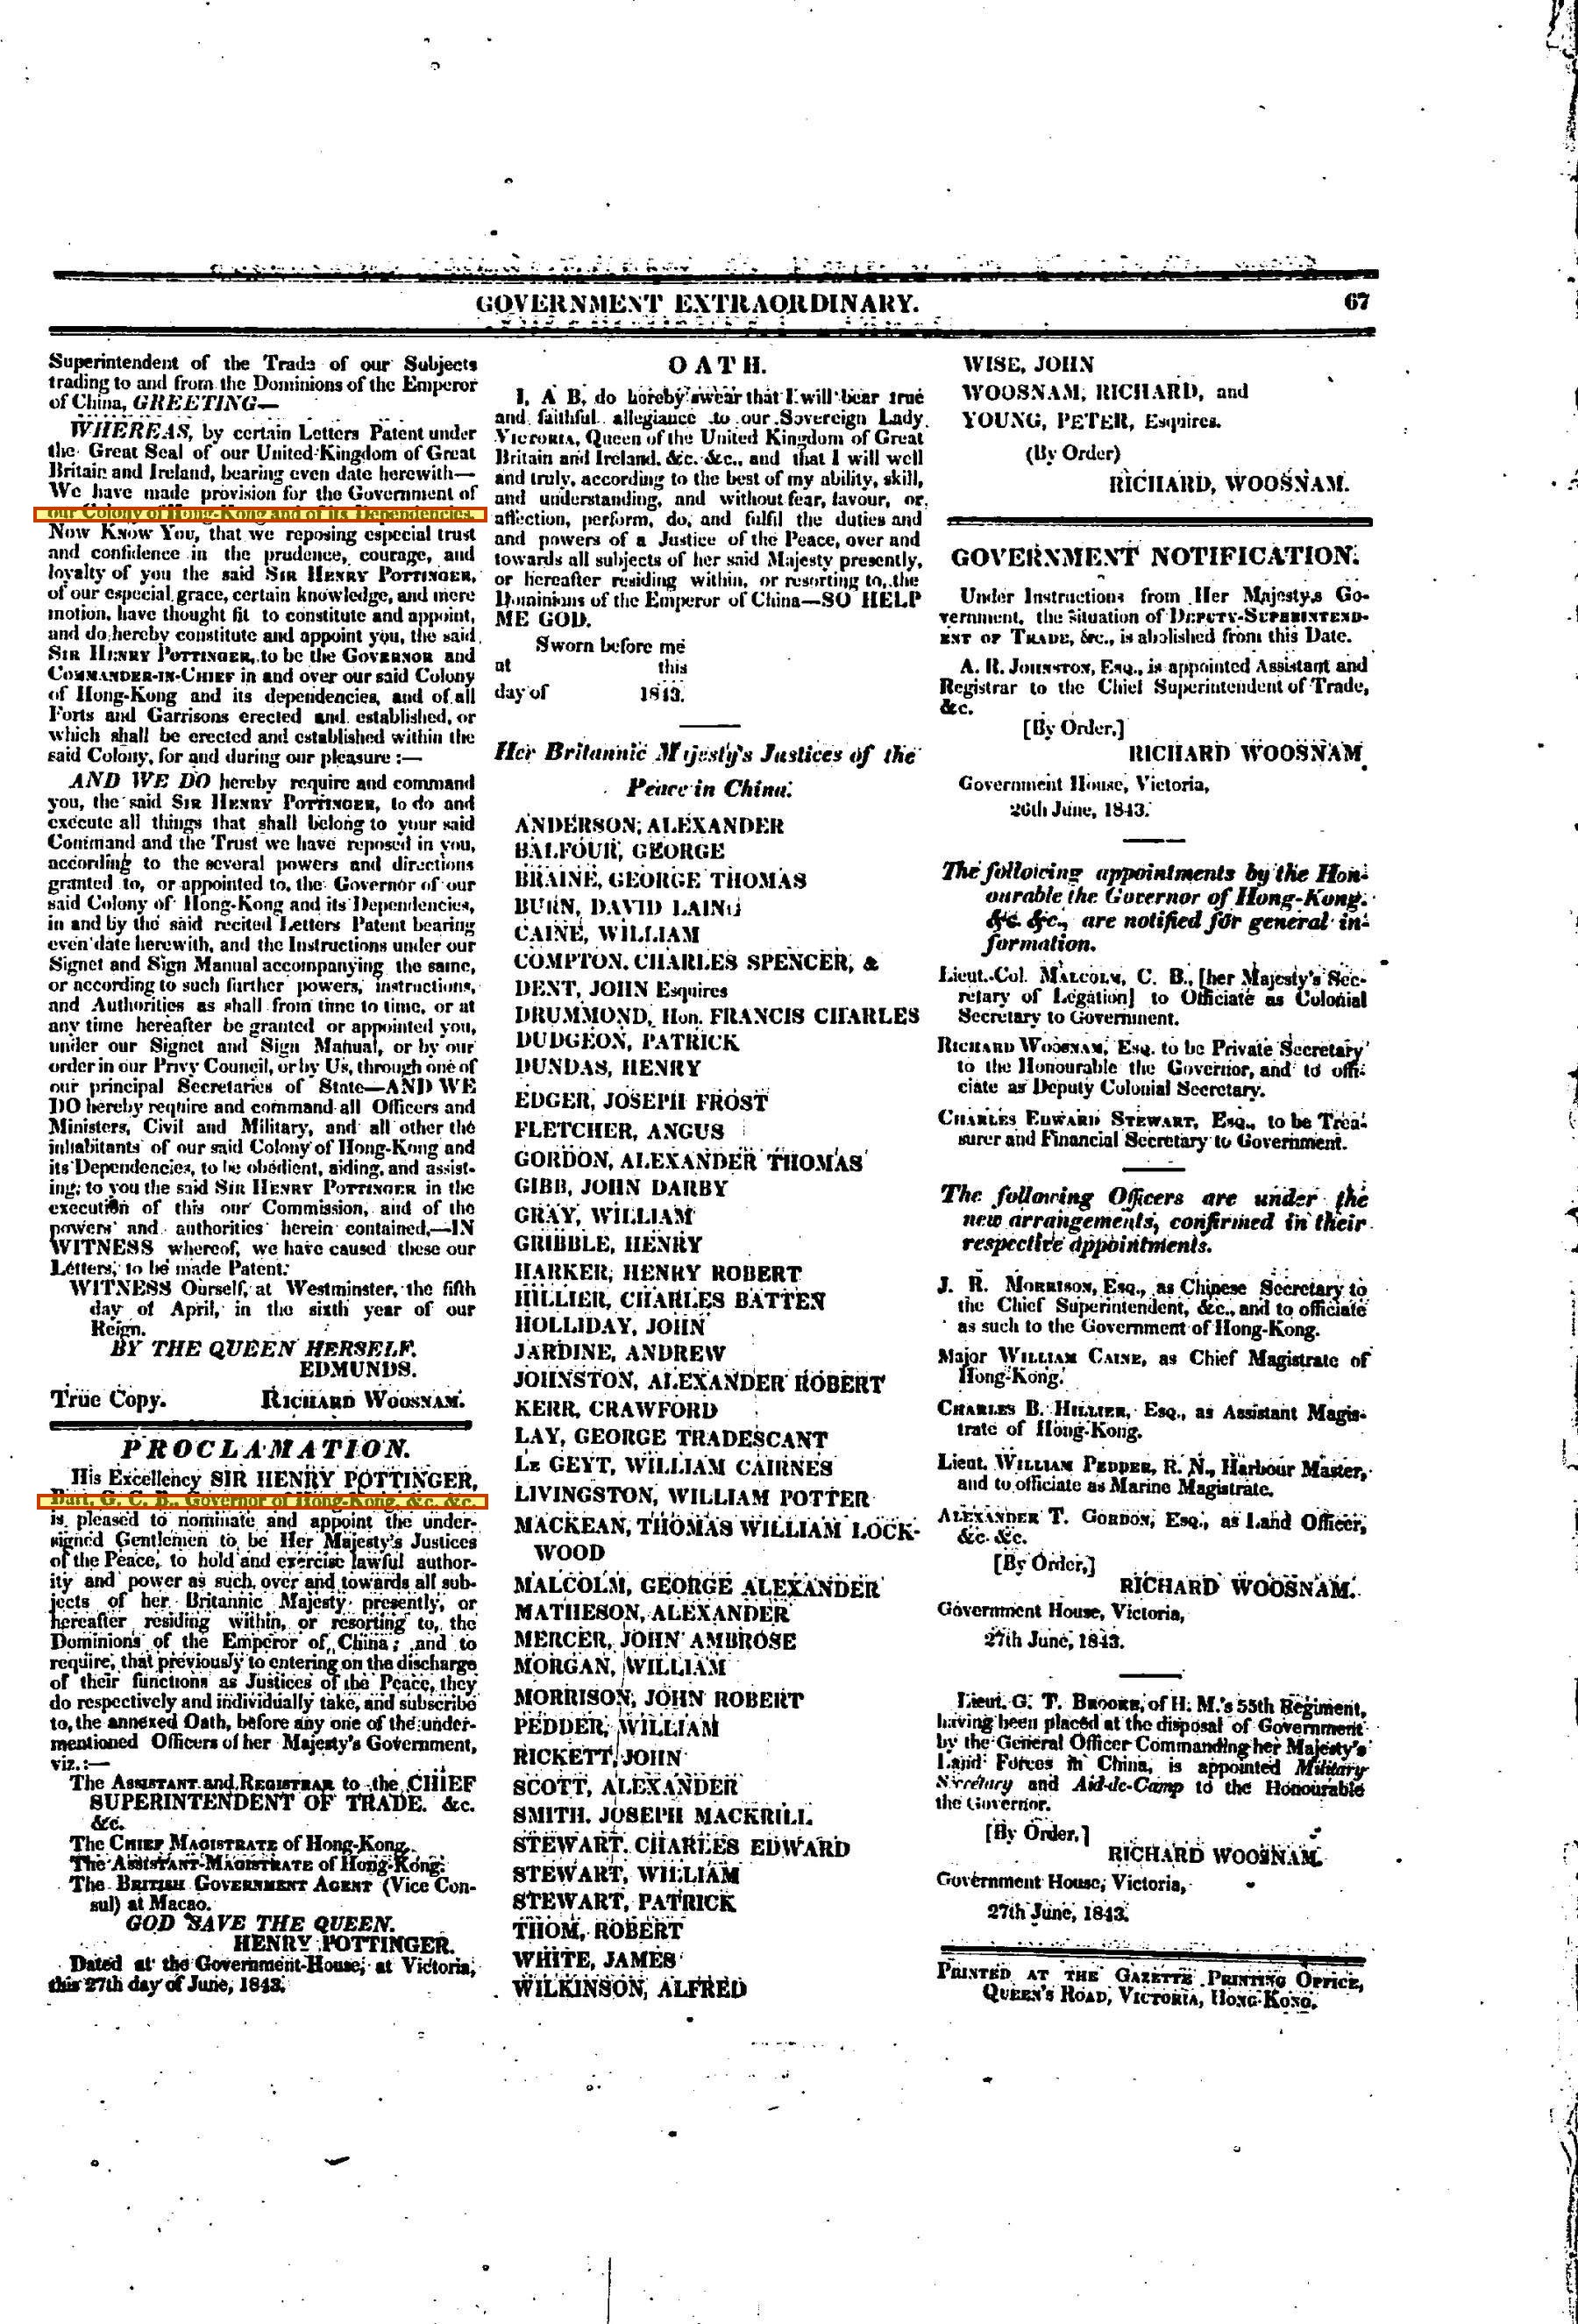 GOVERNMENT EXTRAORDINARY. 67
Superintendent of the Trade of our Subjects
trading to and from the Dominions of the Emperor
of China, GREETING—
WHEREAS, by certain Letters Patent under
the Great Seal of our United Kingdom of Great
Britain and Ireland, bearing even date herewith—
We have made provision for the Government of
our Colony of Hong-Kong and of its Dependencies.
Now Know You, that we reposing especial trust
and confidence in the prudence, courage, and
loyalty of you the said SIR HENRY POTTINGER,
of our especial grace, certain knowledge, and mere
motion, have thought fit to constitute and appoint,
and do hereby constitute and appoint you, the said
SIR HENRY POTTINGER, to be the GOVERNOR and
COMMANDER-IN-CHIEF in and over our said Colony
of Hong-Kong and its dependencies, and of all
Forts and Garrisons erected and established, or
which shall be erected and established within the
said Colony, for and during our pleasure :—
AND WE DO hereby require and command
you, the said SIR HENRY POTTINGER, to do and
execute all things that shall belong to your said
Command and the Trust we have reposed in you,
according to the several powers and directions
granted to, or appointed to, the Governor of our
said Colony of Hong-Kong and its Dependencies,
in and by the said recited Letters Patent bearing
even date herewith, and the Instructions under our
Signet and Sign Manual accompanying the same,
or according to such further powers, instructions,
and Authorities as shall from time to time, or at
any time hereafter be granted or appointed you,
under our Signet and Sign Manual, or by our
order in our Privy Council, or by Us, through one of
our principal Secretaries of State—AND WE
DO hereby require and command all Officers and
Ministers, Civil and Military, and all other the
inhabitants of our said Colony of Hong-Kong and
its Dependencies, to be obedient, aiding, and assist-
ing to you the said SIR HENRY POTTINGER in the
execution of this our Commission, and of the
powers and authorities herein contained,—IN
WITNESS whereof, we have caused these our
Letters, to be made Patent.
WITNESS Ourself, at Westminster, the fifth
day of April, in the sixth year of our
Reign.
BY THE QUEEN HERSELF.
EDMUNDS.
True Copy. RICHARD WOOSNAM.
PROCLAMATION.
His Excellency SIR HENRY POTTINGER,
Bart. G. C. B., Governor of Hong-Kong, &c. &c.
is pleased to nominate and appoint the under-
signed Gentlemen to be Her Majesty's Justices
of the Peace, to hold and exercise lawful author-
ity and power as such, over and towards all sub-
jects of her Britannic Majesty presently, or
hereafter residing within, or resorting to, the
Dominions of the Emperor of China; and to
require, that previously to entering on the discharge
of their functions as Justices of the Peace, they
do respectively and individually take, and subscribe
to, the annexed Oath, before any one of the under-
mentioned Officers of her Majesty's Government,
viz.:—
The ASSISTANT and REGISTRAR to the CHIEF
SUPERINTENDENT OF TRADE. &c.
&c.
The CHIEF MAGISTRATE of Hong-Kong.
The ASSISTANT-MAGISTRATE of Hong-Kong.
The BRITISH GOVERNMENT AGENT (Vice Con-
sul) at Macao.
GOD SAVE THE QUEEN.
HENRY POTTINGER.
Dated at the Government-House, at Victoria,
this 27th day of June, 1843.
OATH.
I, A B, do hereby swear that I will bear true
and faithful allegiance to our Sovereign Lady
VICTORIA, Queen of the United Kingdom of Great
Britain and Ireland, &c. &c., and that I will well
and truly, according to the best of my ability, skill,
and understanding, and without fear, favour, or
affection, perform, do, and fulfil the duties and
and powers of a Justice of the Peace, over and
towards all subjects of her said Majesty presently,
or hereafter residing within, or resorting to, the
Dominions of the Emperor of China—SO HELP
ME GOD.
Sworn before me
at this
day of 1843.
Her Britannic Majesty's Justices of the
Peace in China.
ANDERSON, ALEXANDER
BALFOUR, GEORGE
BRAINE, GEORGE THOMAS
BURN, DAVID LAING
CAINE, WILLIAM
COMPTON, CHARLES SPENCER, &
DENT, JOHN Esquires
DRUMMOND, Hon. FRANCIS CHARLES
DUDGEON, PATRICK
DUNDAS, HENRY
EDGER, JOSEPH FROST
FLETCHER, ANGUS
GORDON, ALEXANDER THOMAS
GIBB, JOHN DARBY
GRAY, WILLIAM
GRIBBLE, HENRY
HARKER, HENRY ROBERT
HILLIER, CHARLES BATTEN
HOLLIDAY, JOHN
JARDINE, ANDREW
JOHNSTON, ALEXANDER ROBERT
KERR, CRAWFORD
LAY, GEORGE TRADESCANT
LE GEYT, WILLIAM CAIRNES
LIVINGSTON, WILLIAM POTTER
MACKEAN, THOMAS WILLIAM LOCK-
WOOD
MALCOLM, GEORGE ALEXANDER
MATHESON, ALEXANDER
MERCER, JOHN AMBROSE
MORGAN, WILLIAM
MORRISON, JOHN ROBERT
PEDDER, WILLIAM
RICKETT, JOHN
SCOTT, ALEXANDER
SMITH, JOSEPH MACKRILL
STEWART, CHARLES EDWARD
STEWART, WILLIAM
STEWART, PATRICK
THOM, ROBERT
WHITE, JAMES
WILKINSON, ALFRED
WISE, JOHN
WOOSNAM, RICHARD, and
YOUNG, PETER, Esquires.
(By Order)
RICHARD, WOOSNAM.
GOVERNMENT NOTIFICATION.
Under Instructions from Her Majestys Go-
vernment, the situation of DEPUTY-SUPERINTEND-
ENT OF TRADE, &c., is abolished from this Date.
A. R. JOHNSTON, Esq., is appointed Assistant and
Registrar to the Chief Superintendent of Trade,
&c.
[By Order.]
RICHARD WOOSNAM.
Government House, Victoria,
26th June, 1843.
The following appointments by the Hon-
ourable the Governor of Hong-Kong.
&c. &c., are notified for general in-
formation.
Lieut.-Col. MALCOLM, C. B., [her Majesty's Sec-
retary of Legation] to Officiate as Colonial
Secretary to Government.
RICHARD WOOSNAM, Esq. to be Private Secretary
to the Honourable the Governor, and to offi-
ciate as Deputy Colonial Secretary.
CHARLES EDWARD STEWART, Esq., to be Trea-
surer and Financial Secretary to Government.
The following Officers are under the
new arrangements, confirmed in their
respective appointments.
J. R. MORRISON, Esq., as Chinese Secretary to
the Chief Superintendent, &c., and to officiate
as such to the Government of Hong-Kong.
Major WILLIAM CAINE, as Chief Magistrate of
Hong-Kong.
CHARLES B. HILLIER, Esq., as Assistant Magis-
trate of Hong-Kong.
Lieut. WILLIAM PEDDER, R. N., Harbour Master,
and to officiate as Marine Magistrate.
ALEXANDER T. GORDON, Esq., as Land Officer,
&c. &c.
[By Order,]
RICHARD WOOSNAM.
Government House, Victoria,
27th June, 1843.
Lieut. G. T. BROOKE, of H. M.'s 55th Regiment,
having been placed at the disposal of Government
by the General Officer Commanding her Majesty's
Land Forces in China, is appointed Military
Secretary and Aid-de-Camp to the Honourable
the Governor.
[By Order.]
RICHARD WOOSNAM.
Government House, Victoria,
27th June, 1843.
PRINTED AT THE GAZETTE PRINTING OFFICE,
QUEEN'S ROAD, VICTORIA, HONG-KONG.